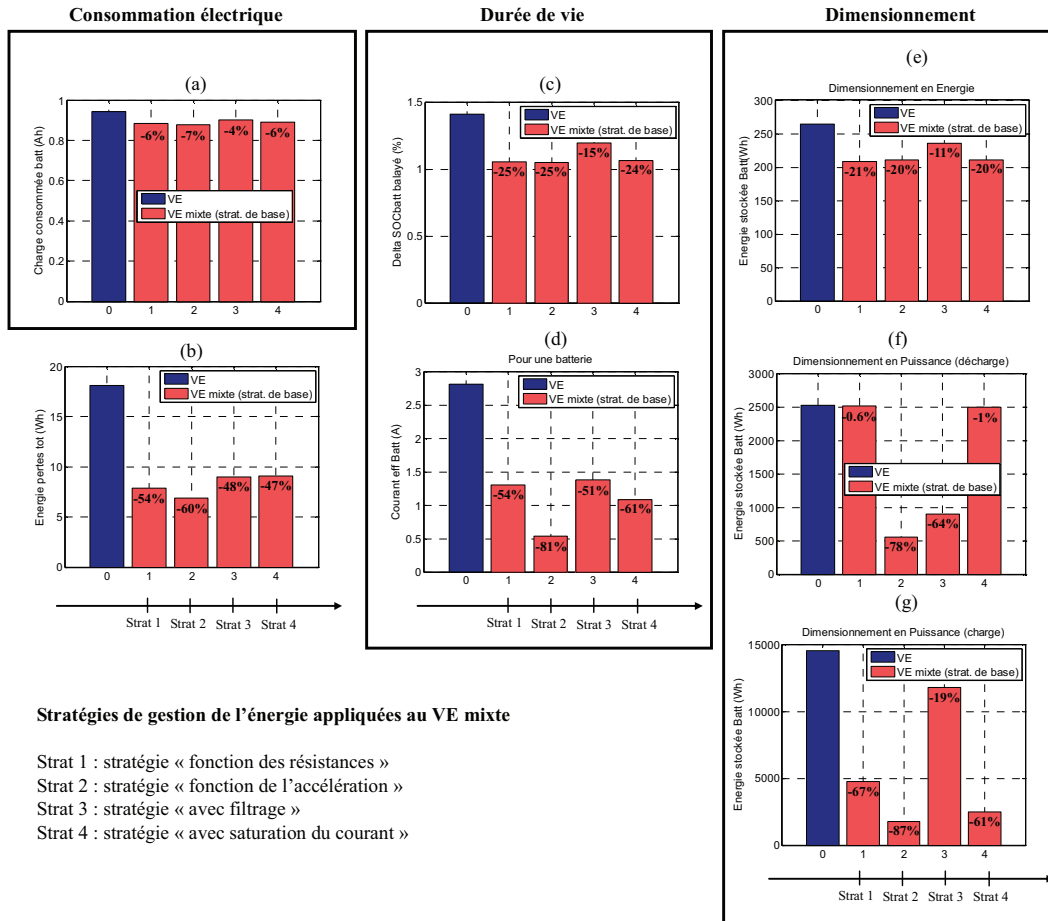 Consommation électrique
Durée de vie
Dimensionnement
(a)
Charge consommée batt (Ah)
1
0.8
0.6
0.4
0.2
0
-6%
-7%
-4%
-6%
VE
VE mixte (strat. de base)
0 1 2 3 4
(b)
Energie pertes tot (Wh)
20
15
10
5
0
VE
VE mixte (strat. de base)
-54%
-60%
-48%
-47%
0 1 2 3 4
Strat 1 Strat 2 Strat 3 Strat 4
(c)
Delta SOCbatt balayé (%)
1.5
1
0.5
0
VE
VE mixte (strat. de base)
-25%
-25%
-15%
-24%
0 1 2 3 4
(d)
Pour une batterie
Courant eff Batt (A)
3
2.5
2
1.5
1
0.5
0
VE
VE mixte (strat. de base)
-54%
-81%
-51%
-61%
0 1 2 3 4
Strat 1 Strat 2 Strat 3 Strat 4
(e)
Dimensionnement en Energie
Energie stockée Batt(Wh)
300
250
200
150
100
50
0
VE
VE mixte (strat. de base)
-21%
-20%
-11%
-20%
0 1 2 3 4
(f)
Dimensionnement en Puissance (décharge)
Energie stockée Batt (Wh)
3000
2500
2000
1500
1000
500
0
-0.6%
-78%
-64%
-1%
VE
VE mixte (strat. de base)
0 1 2 3 4
(g)
Dimensionnement en Puissance (charge)
Energie stockée Batt (Wh)
15000
10000
5000
0
VE
VE mixte (strat. de base)
-67%
-87%
-19%
-61%
0 1 2 3 4
Strat 1 Strat 2 Strat 3 Strat 4
Stratégies de gestion de l'énergie appliquées au VE mixte
Strat 1 : stratégie « fonction des résistances »
Strat 2 : stratégie « fonction de l'accélération »
Strat 3 : stratégie « avec filtrage »
Strat 4 : stratégie « avec saturation du courant »